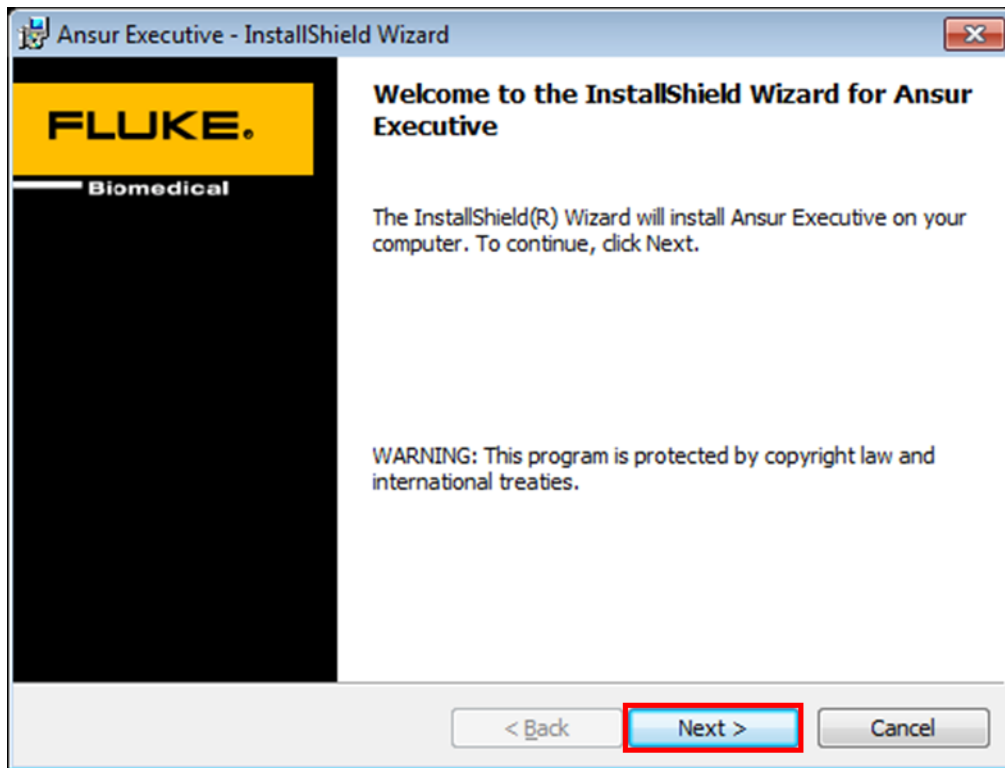 Ansur Executive - InstallShield Wizard
FLUKE®
Biomedical
Welcome to the InstallShield Wizard for Ansur
Executive
The InstallShield(R) Wizard will install Ansur Executive on your
computer. To continue, click Next.
WARNING: This program is protected by copyright law and
international treaties.
< Back
Next >
Cancel